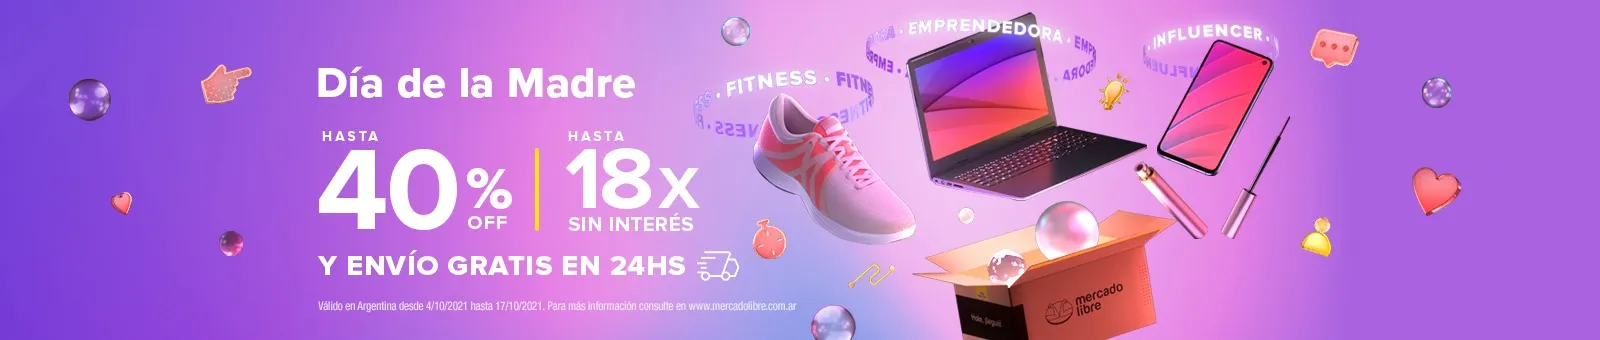 Día de la Madre
HASTA
40%
OFF
HASTA
18x
SIN INTERÉS
Y ENVÍO GRATIS EN 24HS
Válido en Argentina desde 4/10/2021 hasta 17/10/2021. Para más información consulte en www.mercadolibre.com.ar
· FITNESS ·
· EMPRENDEDORA ·
· INFLUENCER ·
mercado
libre